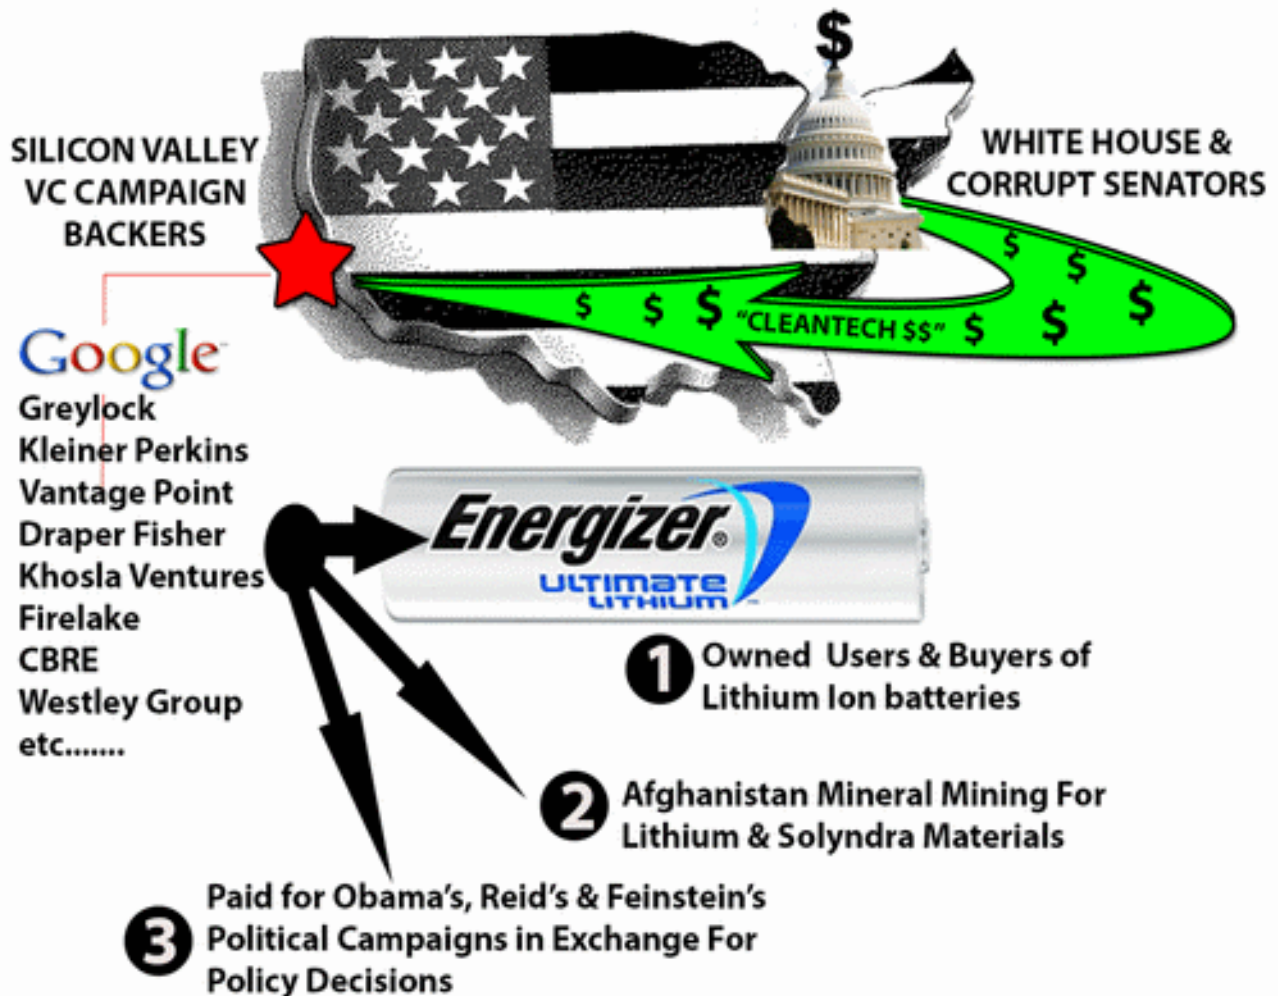 $
SILICON VALLEY
VC CAMPAIGN
BACKERS
WHITE HOUSE &
CORRUPT SENATORS
$ $ $ "CLEANTECH $$" $ $ $ $ $
Google
Greylock
Kleiner Perkins
Vantage Point
Draper Fisher
Khosla Ventures
Firelake
CBRE
Westley Group
etc.......
Energizer®
ULTIMATE
LITHIUM™
1 Owned Users & Buyers of
Lithium Ion batteries
2 Afghanistan Mineral Mining For
Lithium & Solyndra Materials
3 Paid for Obama's, Reid's & Feinstein's
Political Campaigns in Exchange For
Policy Decisions